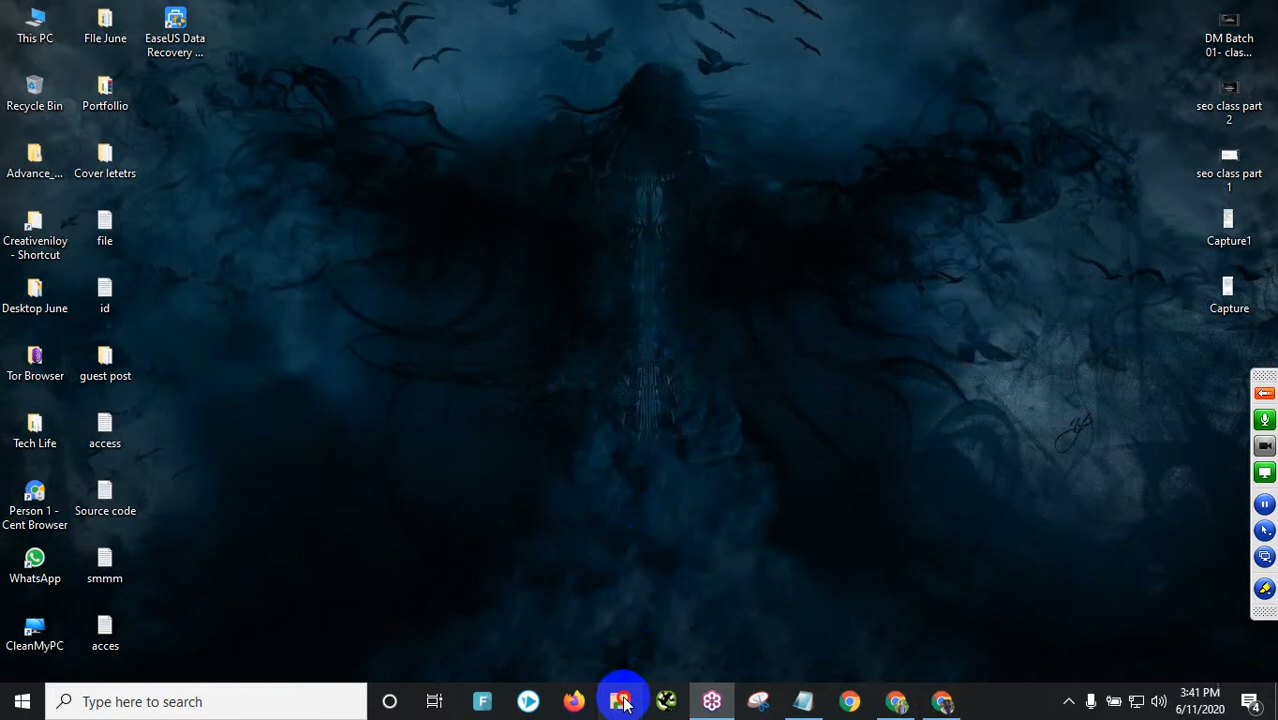 This PC
FIle June
EaseUS Data
Recovery ...
Recycle Bin
Portfollio
Advance_...
Cover letetrs
Creativeniloy
- Shortcut
file
Desktop June
id
Tor Browser
guest post
Tech Life
access
Person 1 -
Cent Browser
Source code
WhatsApp
smmm
CleanMyPC
acces
DM Batch
01- clas...
seo class part
2
seo class part
1
Capture1
Capture
Type here to search
F
3:41 PM
6/11/2020
4